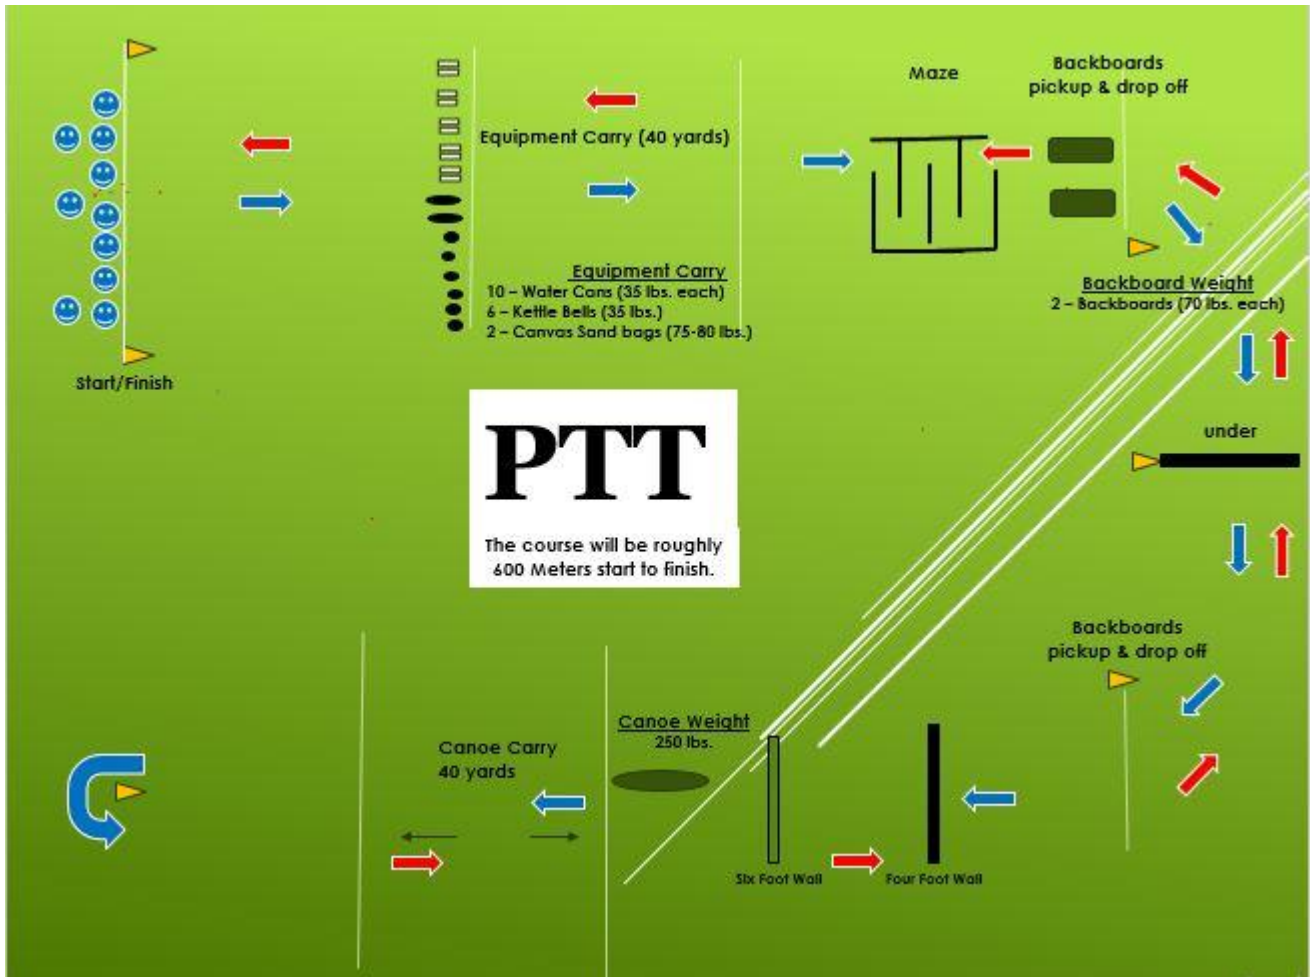 Maze
Backboards
pickup & drop off
Equipment Carry (40 yards)
Equipment Carry
10 – Water Cans (35 lbs. each)
6 – Kettle Bells (35 lbs.)
2 – Canvas Sand bags (75-80 lbs.)
Backboard Weight
2 – Backboards (70 lbs. each)
Start/Finish
under
PTT
The course will be roughly
600 Meters start to finish.
Backboards
pickup & drop off
Canoe Weight
250 lbs.
Canoe Carry
40 yards
Six Foot Wall
Four Foot Wall